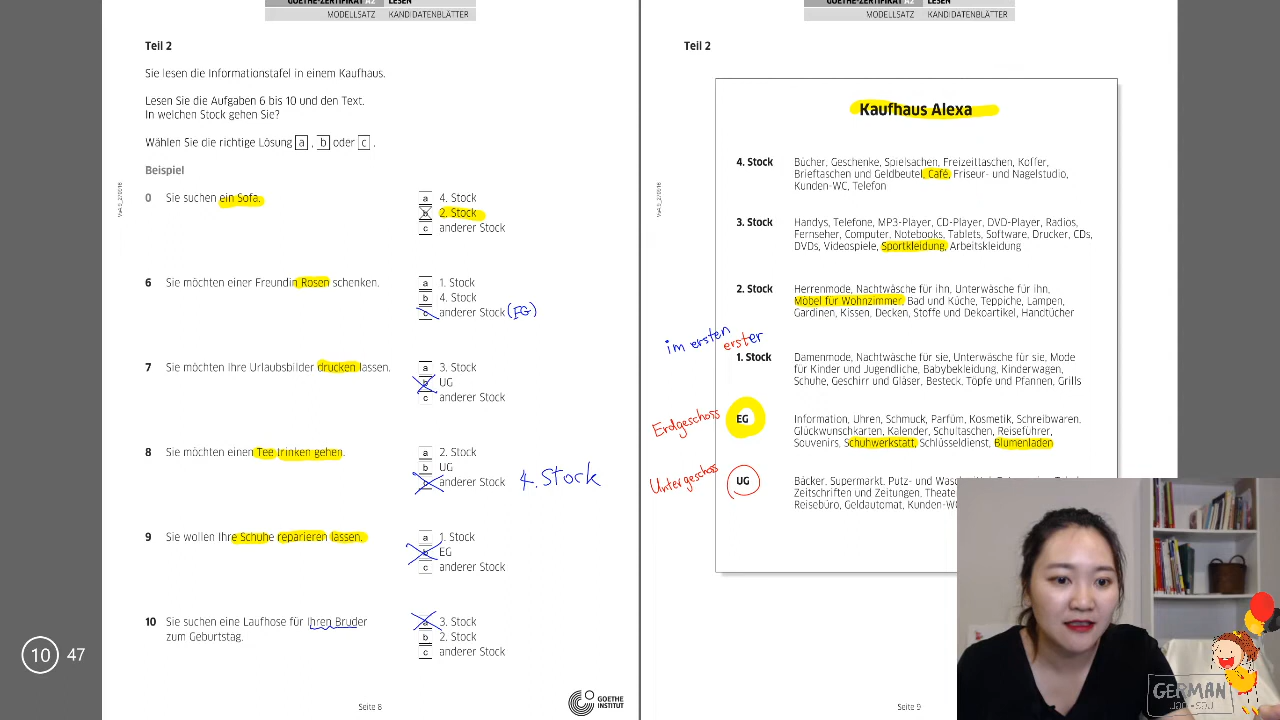 GOETHE-ZERTIFIKAT A2 LESEN
MODELLSATZ KANDIDATENBLÄTTER
Teil 2
Sie lesen die Informationstafel in einem Kaufhaus.
Lesen Sie die Aufgaben 6 bis 10 und den Text.
In welchen Stock gehen Sie?
Wählen Sie die richtige Lösung a , b oder c .
Beispiel
0 Sie suchen ein Sofa.
a 4. Stock
b 2. Stock
c anderer Stock
6 Sie möchten einer Freundin Rosen schenken.
a 1. Stock
b 4. Stock
c anderer Stock (EG)
7 Sie möchten Ihre Urlaubsbilder drucken lassen.
a 3. Stock
b UG
c anderer Stock
8 Sie möchten einen Tee trinken gehen.
a 2. Stock
b UG
anderer Stock 4. Stock
9 Sie wollen Ihre Schuhe reparieren lassen.
a 1. Stock
b EG
c anderer Stock
10 Sie suchen eine Laufhose für Ihren Bruder
zum Geburtstag.
a 3. Stock
b 2. Stock
c anderer Stock
10 47
Seite 8
GOETHE
INSTITUT
GOETHE-ZERTIFIKAT A2 LESEN
MODELLSATZ KANDIDATENBLÄTTER
Teil 2
Kaufhaus Alexa
4. Stock Bücher, Geschenke, Spielsachen, Freizeittaschen, Koffer,
Brieftaschen und Geldbeutel, Café, Friseur- und Nagelstudio,
Kunden-WC, Telefon
3. Stock Handys, Telefone, MP3-Player, CD-Player, DVD-Player, Radios,
Fernseher, Computer, Notebooks, Tablets, Software, Drucker, CDs,
DVDs, Videospiele, Sportkleidung, Arbeitskleidung
2. Stock Herrenmode, Nachtwäsche für ihn, Unterwäsche für ihn,
Möbel für Wohnzimmer, Bad und Küche, Teppiche, Lampen,
Gardinen, Kissen, Decken, Stoffe und Dekoartikel, Handtücher
im ersten
erster
1. Stock Damenmode, Nachtwäsche für sie, Unterwäsche für sie, Mode
für Kinder und Jugendliche, Babybekleidung, Kinderwagen,
Schuhe, Geschirr und Gläser, Besteck, Töpfe und Pfannen, Grills
Erdgeschoss
EG Information, Uhren, Schmuck, Parfüm, Kosmetik, Schreibwaren,
Glückwunschkarten, Kalender, Schultaschen, Reiseführer,
Souvenirs, Schuhwerkstatt, Schlüsseldienst, Blumenladen
Untergeschoss
UG Bäcker, Supermarkt, Putz- und
Zeitschriften und Zeitungen,
Reisebüro, Geldautomat,
Seite 9
GERMAN